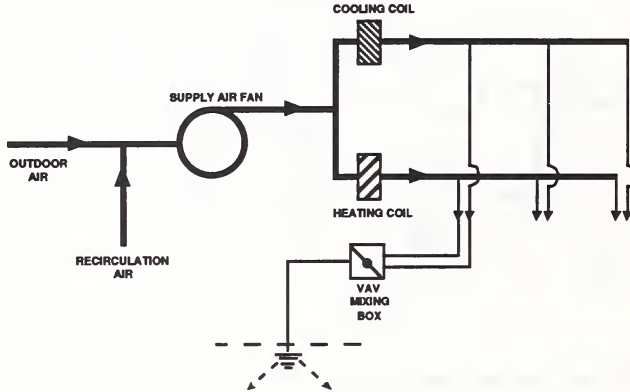 COOLING COIL
SUPPLY AIR FAN
OUTDOOR
AIR
HEATING COIL
RECIRCULATION
AIR
VAV
MIXING
BOX